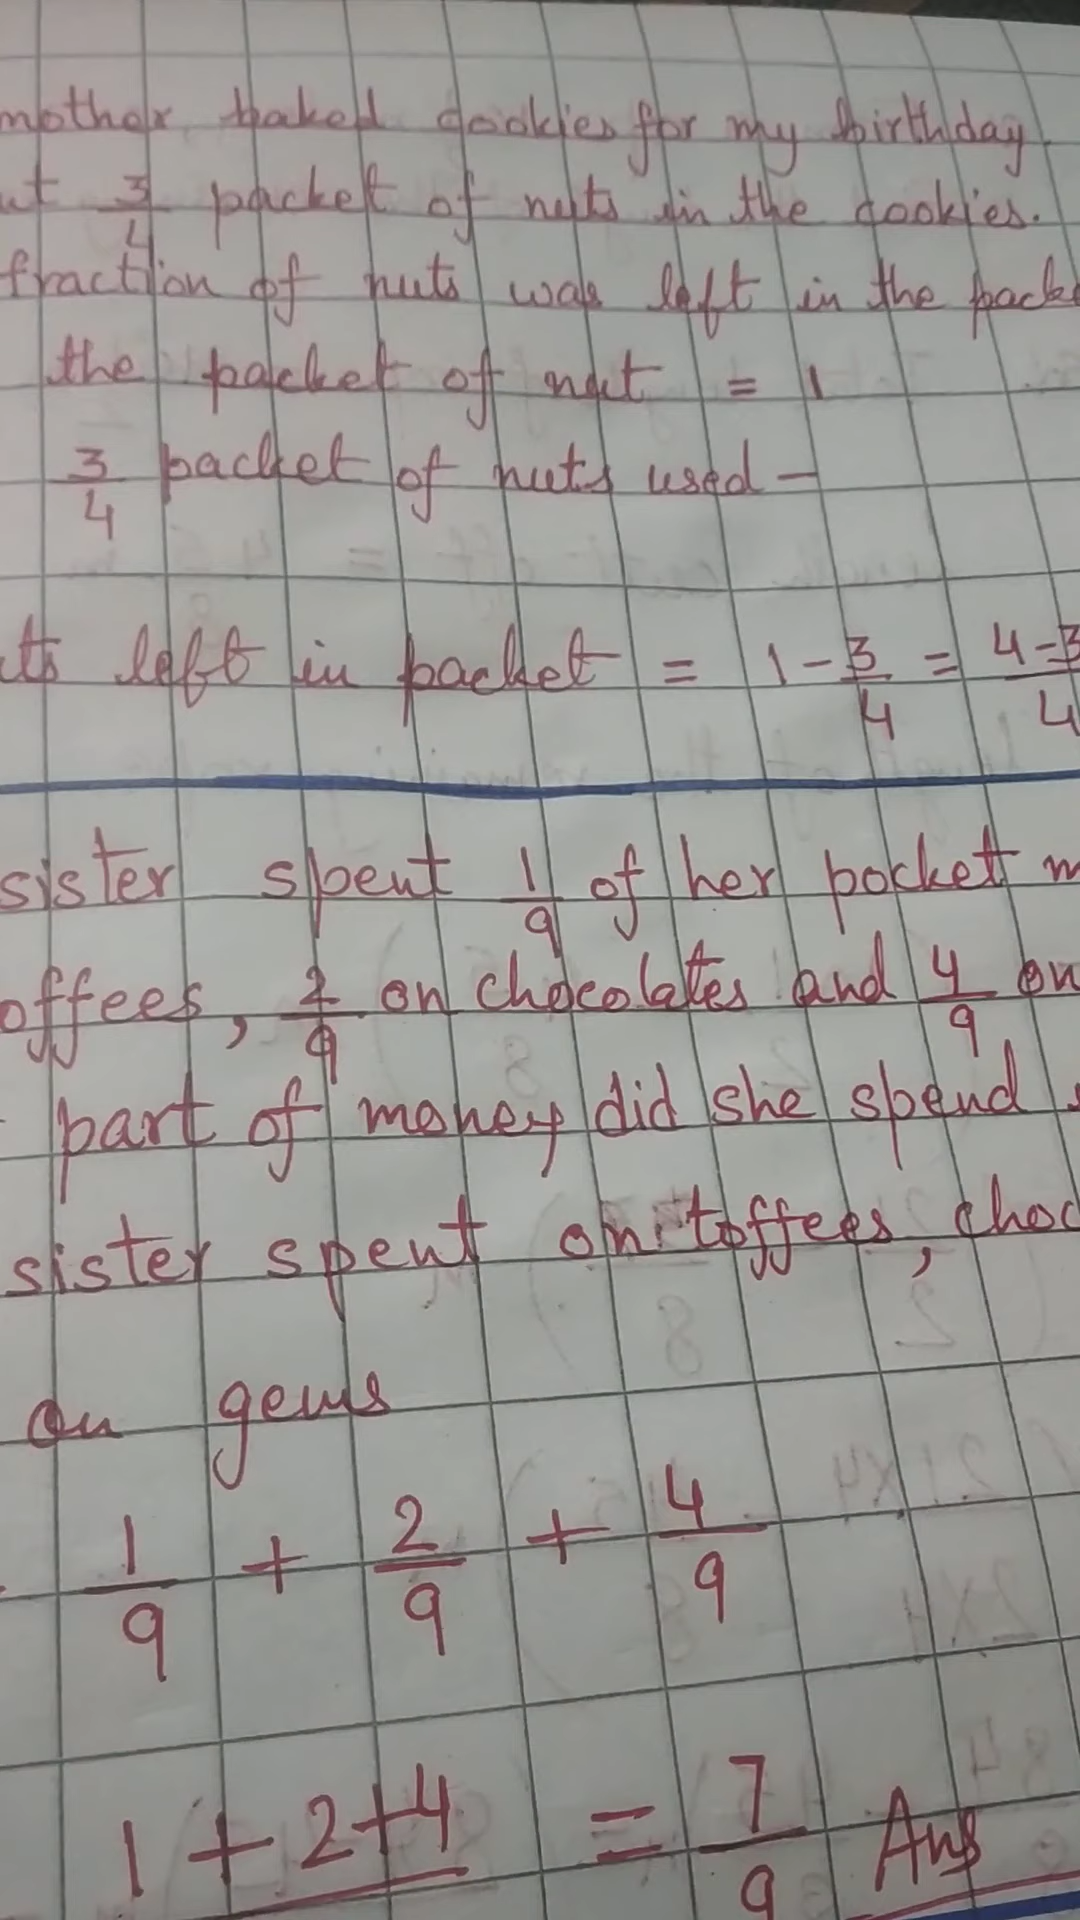 mother baked cookies for my birthday.
ut 3/4 packet of nuts in the cookies.
fraction of nuts was left in the pack
the packet of nut = 1
3/4 packet of nuts used -
uts left in packet = 1 - 3/4 = 4-3/4
sister spent 1/9 of her pocket m
offees, 2/9 on chocolates and 4/9 on
part of money did she spend
sister spent on toffees, choc
on gems
1/9 + 2/9 + 4/9
1 + 2 + 4 = 7/9 Ans